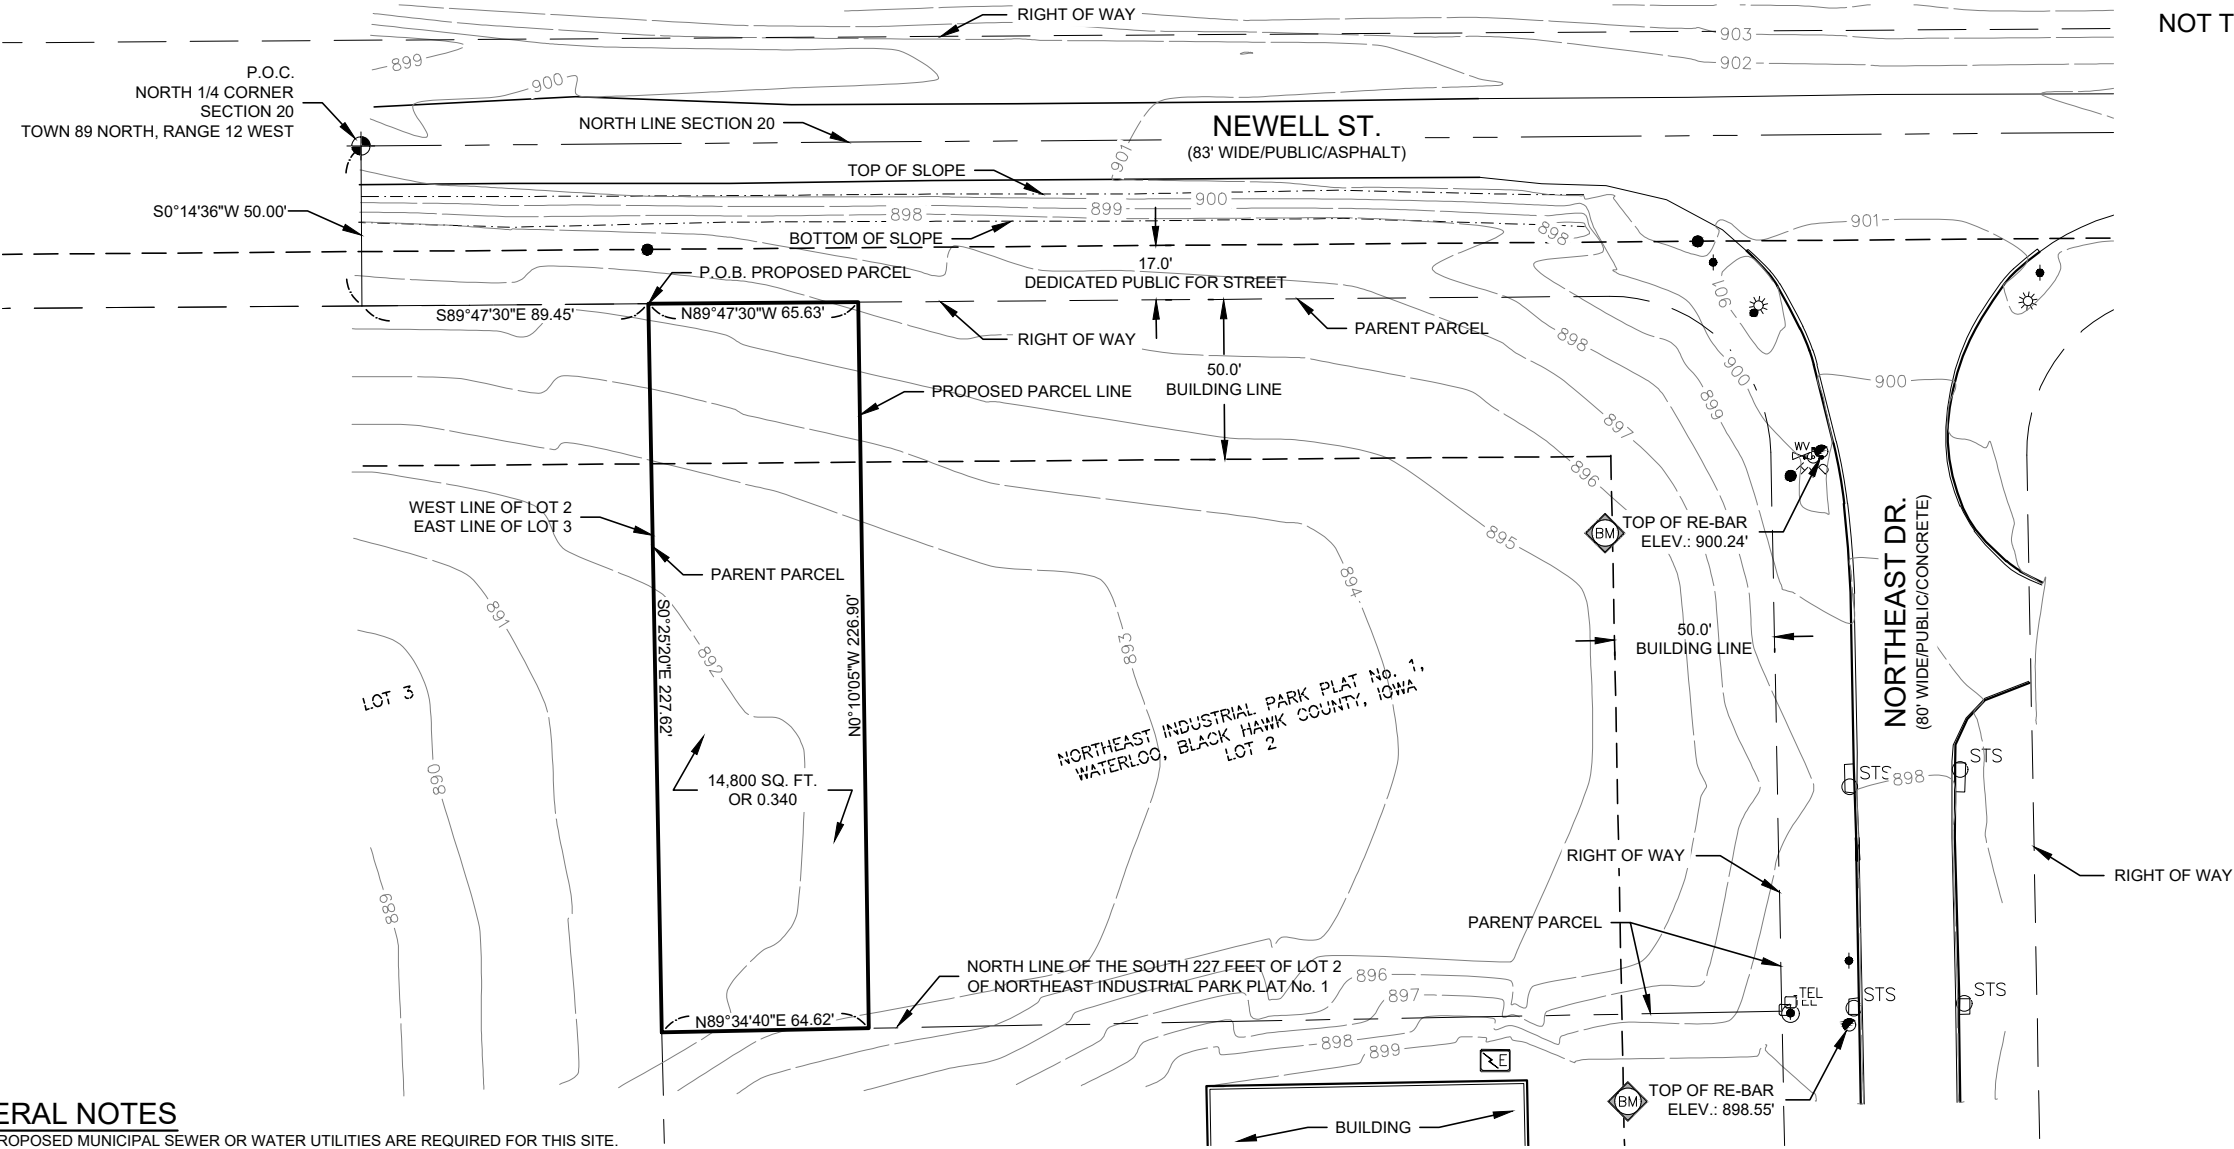 RIGHT OF WAY
903
NOT T
902
899
900
P.O.C.
NORTH 1/4 CORNER
SECTION 20
TOWN 89 NORTH, RANGE 12 WEST
NORTH LINE SECTION 20
NEWELL ST.
(83' WIDE/PUBLIC/ASPHALT)
901
TOP OF SLOPE
S0°14'36"W 50.00'
900
899
898
901
898
BOTTOM OF SLOPE
17.0'
DEDICATED PUBLIC FOR STREET
P.O.B. PROPOSED PARCEL
901
S89°47'30"E 89.45'
N89°47'30"W 65.63'
RIGHT OF WAY
PARENT PARCEL
898
50.0'
BUILDING LINE
900
900
PROPOSED PARCEL LINE
899
897
WV
HYD
896
WEST LINE OF LOT 2
EAST LINE OF LOT 3
BM
TOP OF RE-BAR
ELEV.: 900.24'
895
NORTHEAST DR.
(80' WIDE/PUBLIC/CONCRETE)
PARENT PARCEL
894
891
S0°25'20"E 227.62'
N0°10'05"W 226.90'
893
892
50.0'
BUILDING LINE
LOT 3
NORTHEAST INDUSTRIAL PARK PLAT No. 1,
WATERLOO, BLACK HAWK COUNTY, IOWA
LOT 2
890
14,800 SQ. FT.
OR 0.340
STS
898
STS
RIGHT OF WAY
RIGHT OF WAY
889
PARENT PARCEL
NORTH LINE OF THE SOUTH 227 FEET OF LOT 2
OF NORTHEAST INDUSTRIAL PARK PLAT No. 1
896
897
TEL
STS
STS
N89°34'40"E 64.62'
898
899
E
BM
TOP OF RE-BAR
ELEV.: 898.55'
BUILDING
ERAL NOTES
ROPOSED MUNICIPAL SEWER OR WATER UTILITIES ARE REQUIRED FOR THIS SITE.